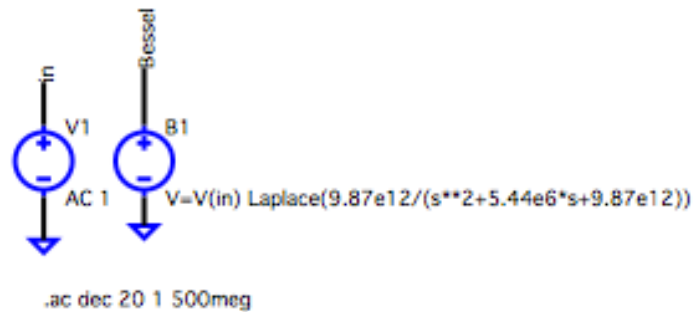 in
Bessel
V1
B1
AC 1
V=V(in) Laplace(9.87e12/(s**2+5.44e6*s+9.87e12))
.ac dec 20 1 500meg